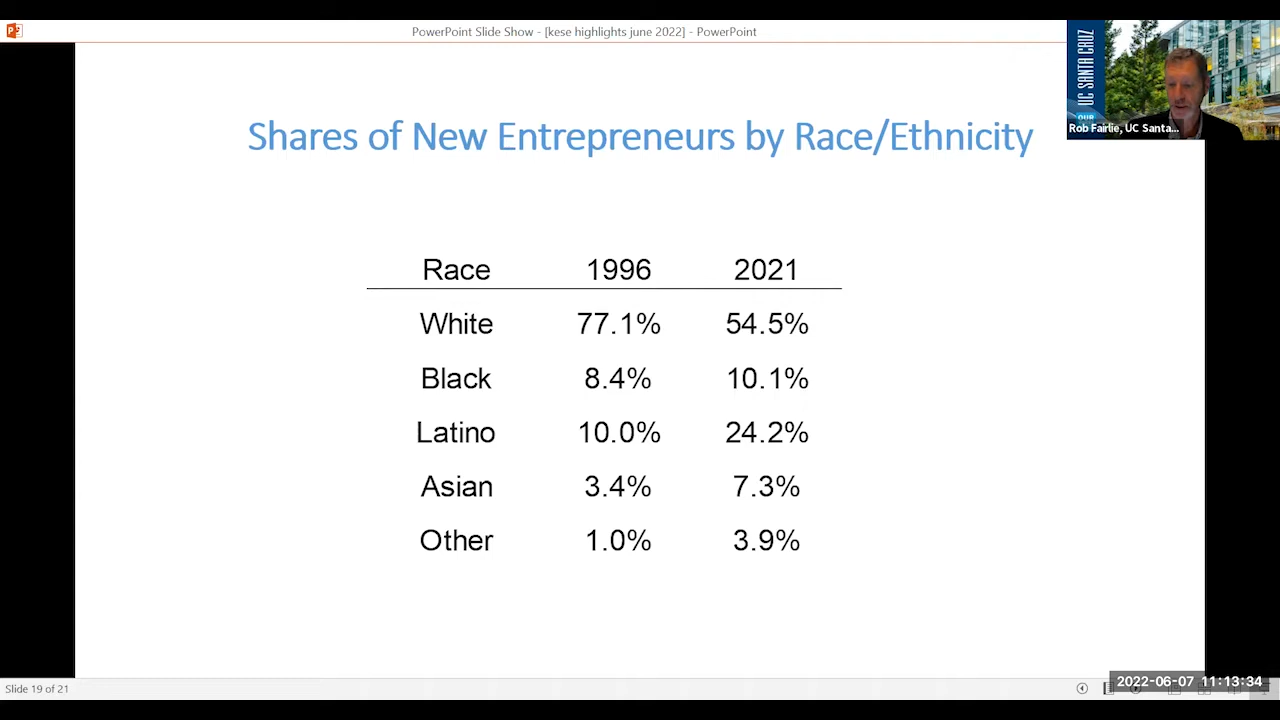 PowerPoint Slide Show - [kese highlights june 2022] - PowerPoint
UC SANTA CRUZ
Rob Fairlie, UC Santa...
Shares of New Entrepreneurs by Race/Ethnicity
Race 1996 2021
White 77.1% 54.5%
Black 8.4% 10.1%
Latino 10.0% 24.2%
Asian 3.4% 7.3%
Other 1.0% 3.9%
Slide 19 of 21
2022-06-07 11:13:34